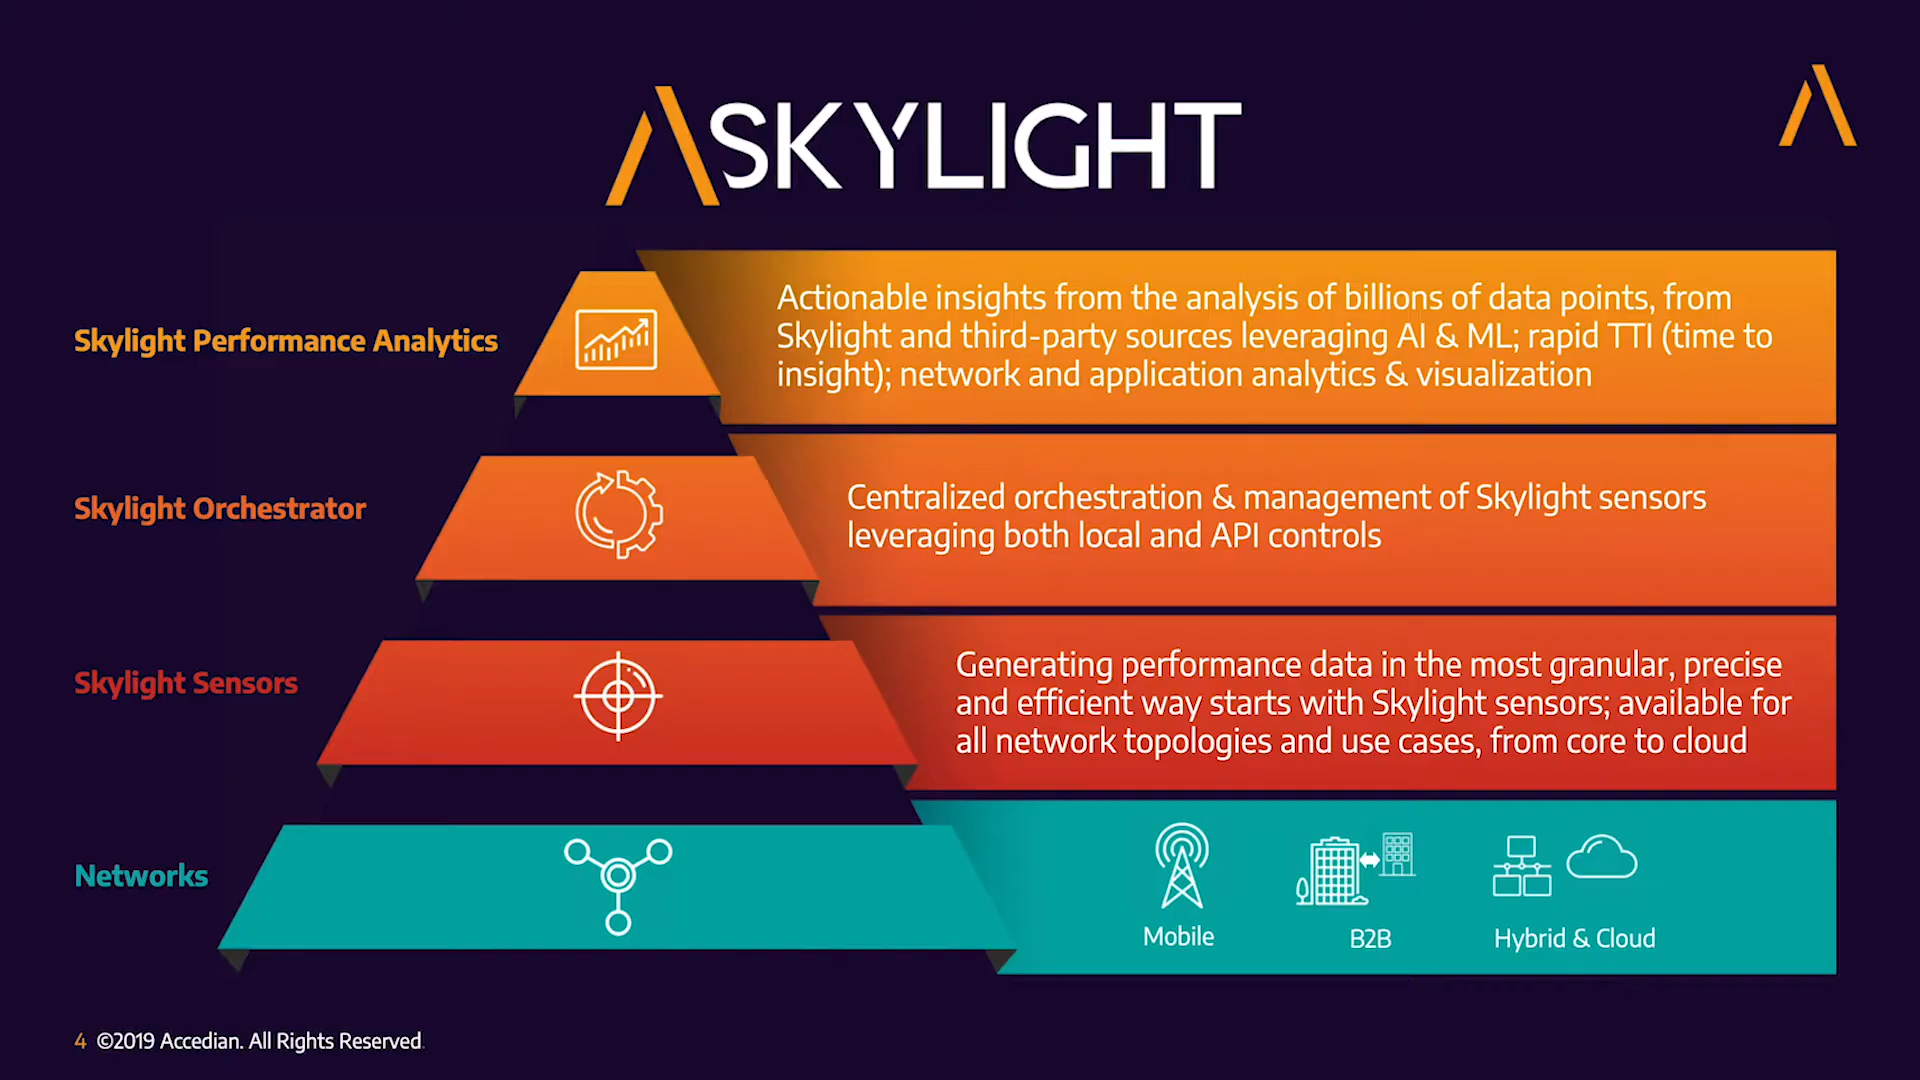 SKYLIGHT
Skylight Performance Analytics
Actionable insights from the analysis of billions of data points, from
Skylight and third-party sources leveraging AI & ML; rapid TTI (time to
insight); network and application analytics & visualization
Skylight Orchestrator
Centralized orchestration & management of Skylight sensors
leveraging both local and API controls
Skylight Sensors
Generating performance data in the most granular, precise
and efficient way starts with Skylight sensors; available for
all network topologies and use cases, from core to cloud
Networks
Mobile
B2B
Hybrid & Cloud
4 ©2019 Accedian. All Rights Reserved.